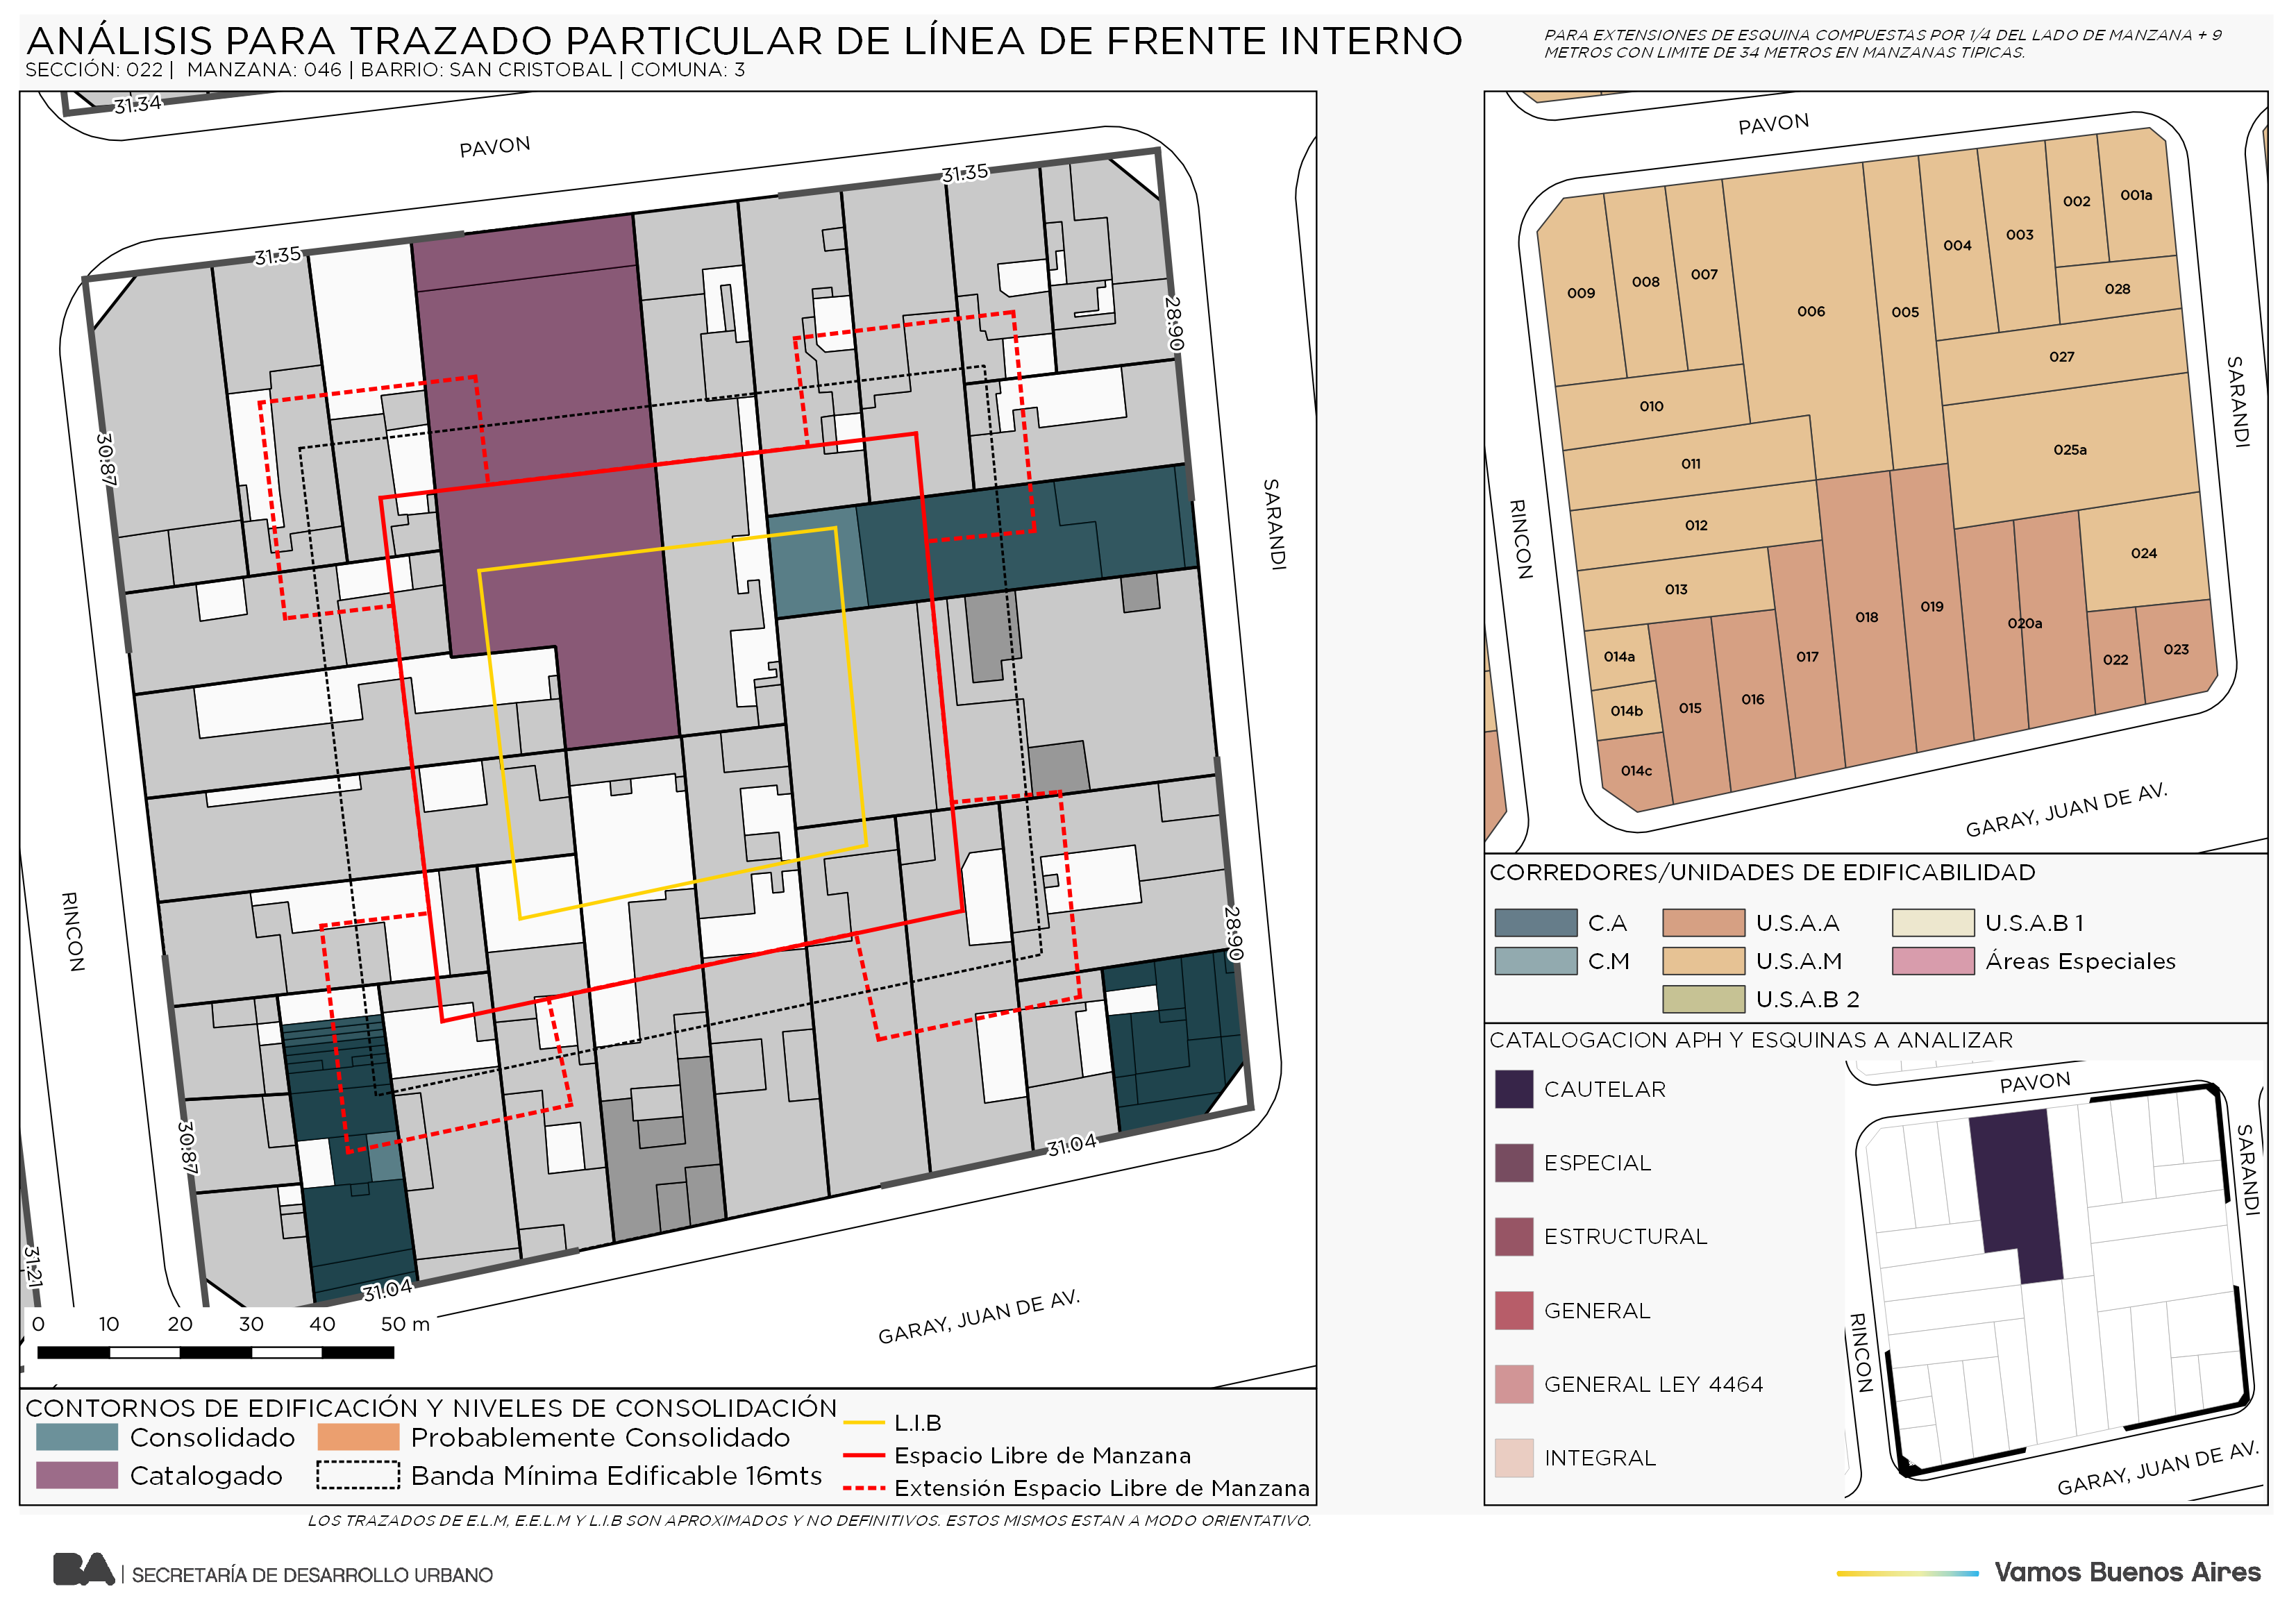 ANÁLISIS PARA TRAZADO PARTICULAR DE LÍNEA DE FRENTE INTERNO
SECCIÓN: 022 | MANZANA: 046 | BARRIO: SAN CRISTOBAL | COMUNA: 3
PARA EXTENSIONES DE ESQUINA COMPUESTAS POR 1/4 DEL LADO DE MANZANA + 9
METROS CON LIMITE DE 34 METROS EN MANZANAS TIPICAS.
31.34
PAVON
31.35
31.35
28.90
30.87
SARANDI
RINCON
28.90
30.87
31.04
31.21
31.04
GARAY, JUAN DE AV.
0 10 20 30 40 50 m
CONTORNOS DE EDIFICACIÓN Y NIVELES DE CONSOLIDACIÓN
Consolidado
Probablemente Consolidado
Catalogado
Banda Mínima Edificable 16mts
L.I.B
Espacio Libre de Manzana
Extensión Espacio Libre de Manzana
LOS TRAZADOS DE E.L.M, E.E.L.M Y L.I.B SON APROXIMADOS Y NO DEFINITIVOS. ESTOS MISMOS ESTAN A MODO ORIENTATIVO.
PAVON
001a
002
003
004
005
006
007
008
009
028
027
010
025a
011
012
024
013
019
018
020a
014a
017
022
023
016
015
014b
014c
RINCON
SARANDI
GARAY, JUAN DE AV.
CORREDORES/UNIDADES DE EDIFICABILIDAD
C.A
U.S.A.A
U.S.A.B 1
C.M
U.S.A.M
Áreas Especiales
U.S.A.B 2
CATALOGACION APH Y ESQUINAS A ANALIZAR
CAUTELAR
ESPECIAL
ESTRUCTURAL
GENERAL
GENERAL LEY 4464
INTEGRAL
PAVON
SARANDI
RINCON
GARAY, JUAN DE AV.
BA | SECRETARÍA DE DESARROLLO URBANO
Vamos Buenos Aires